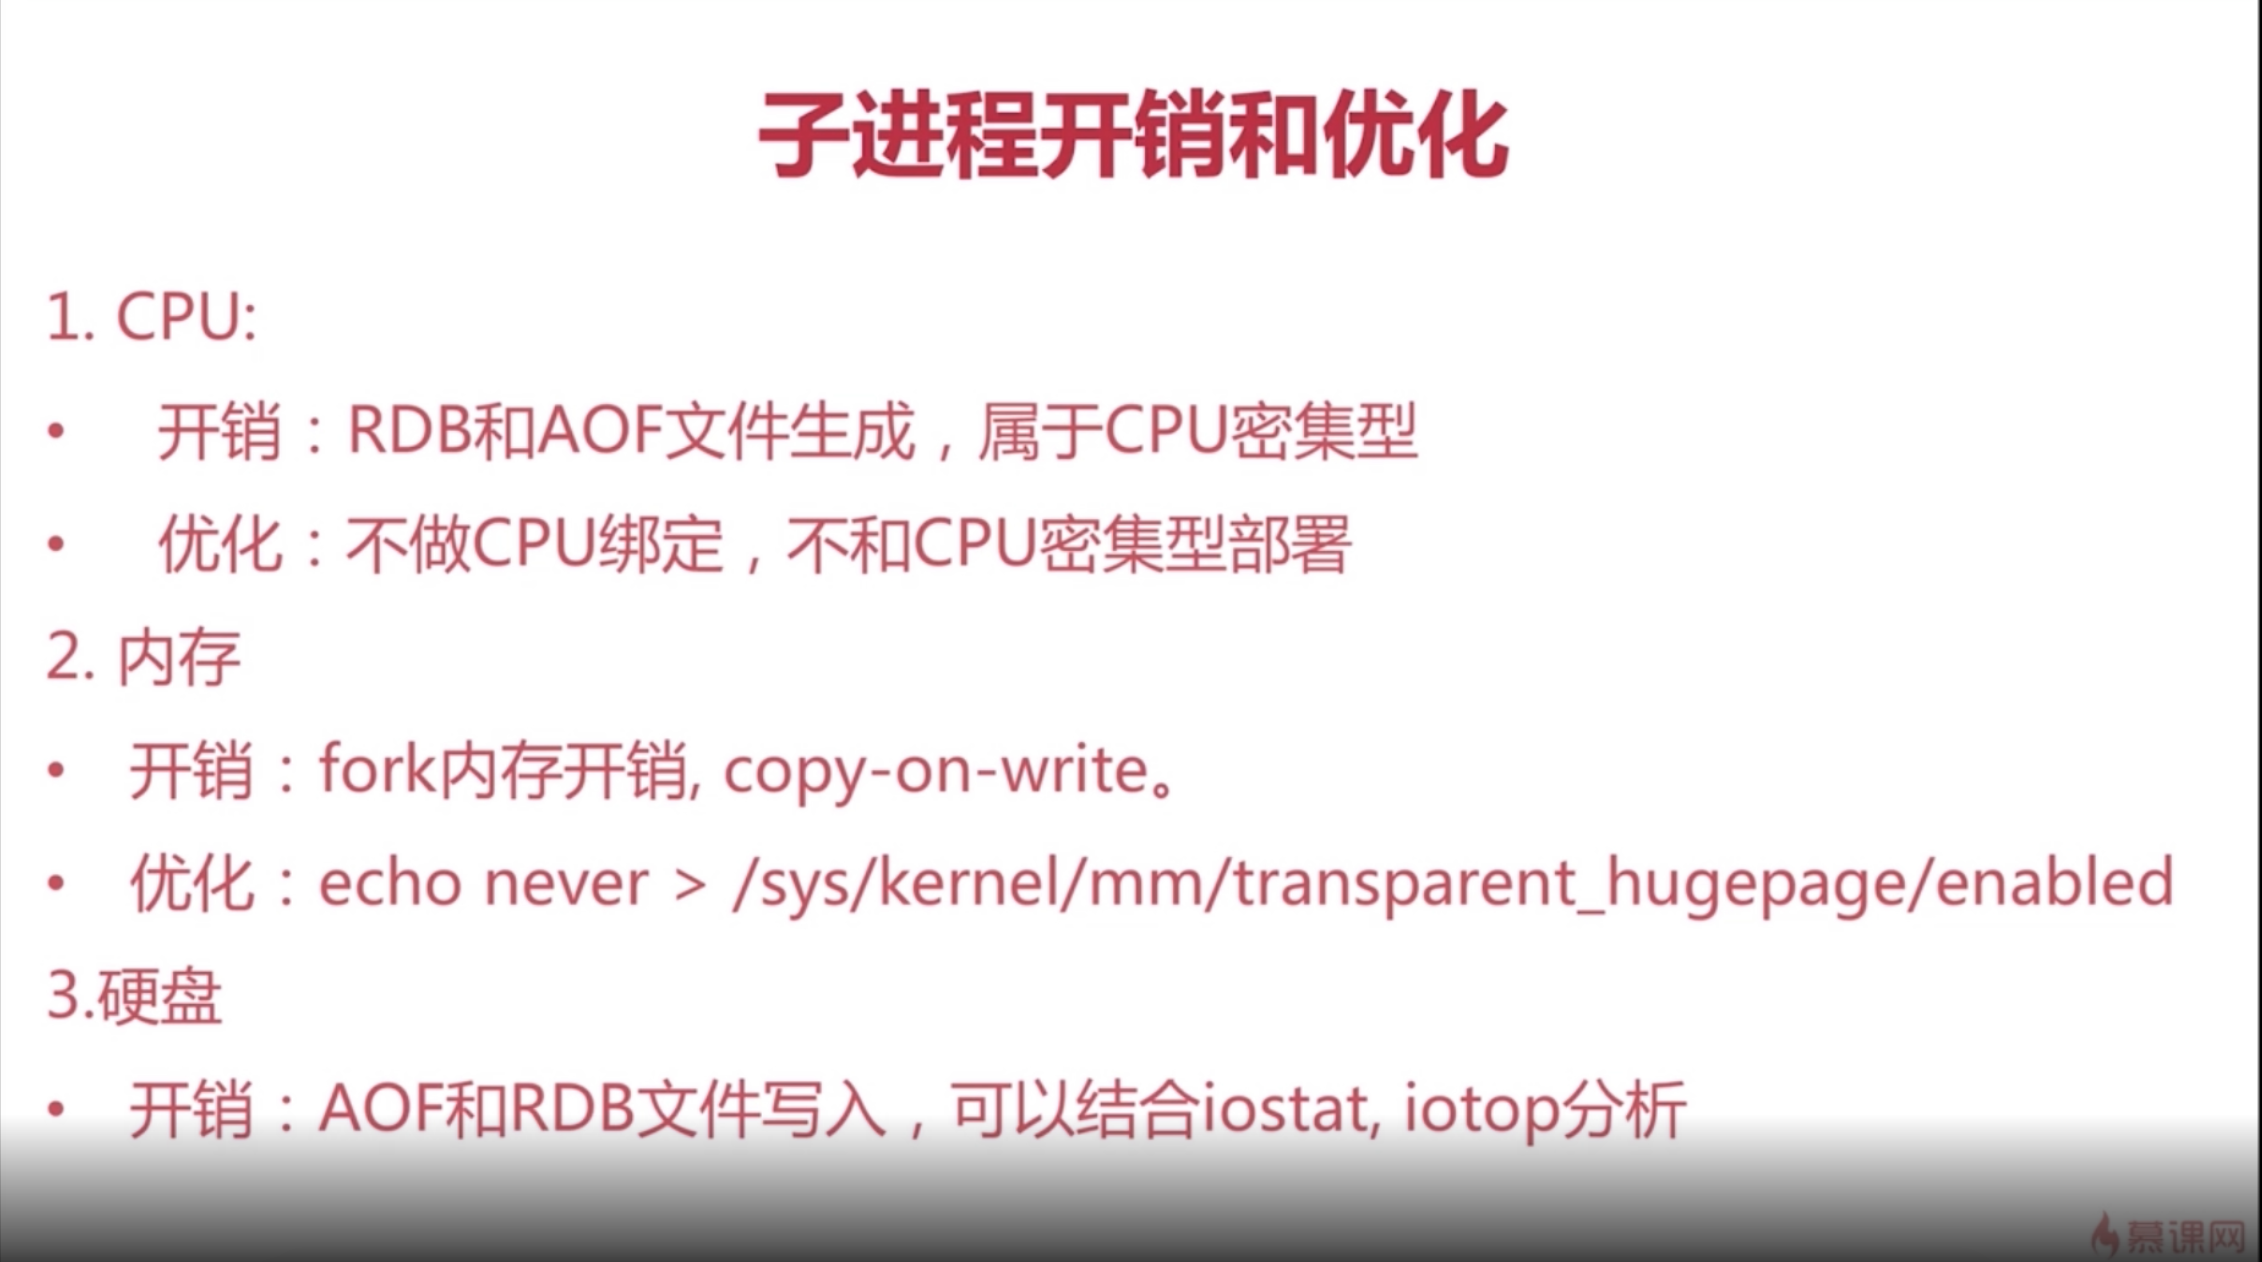 子进程开销和优化
1. CPU:
• 开销：RDB和AOF文件生成，属于CPU密集型
• 优化：不做CPU绑定，不和CPU密集型部署
2. 内存
• 开销：fork内存开销, copy-on-write。
• 优化：echo never > /sys/kernel/mm/transparent_hugepage/enabled
3.硬盘
• 开销：AOF和RDB文件写入，可以结合iostat, iotop分析
慕课网